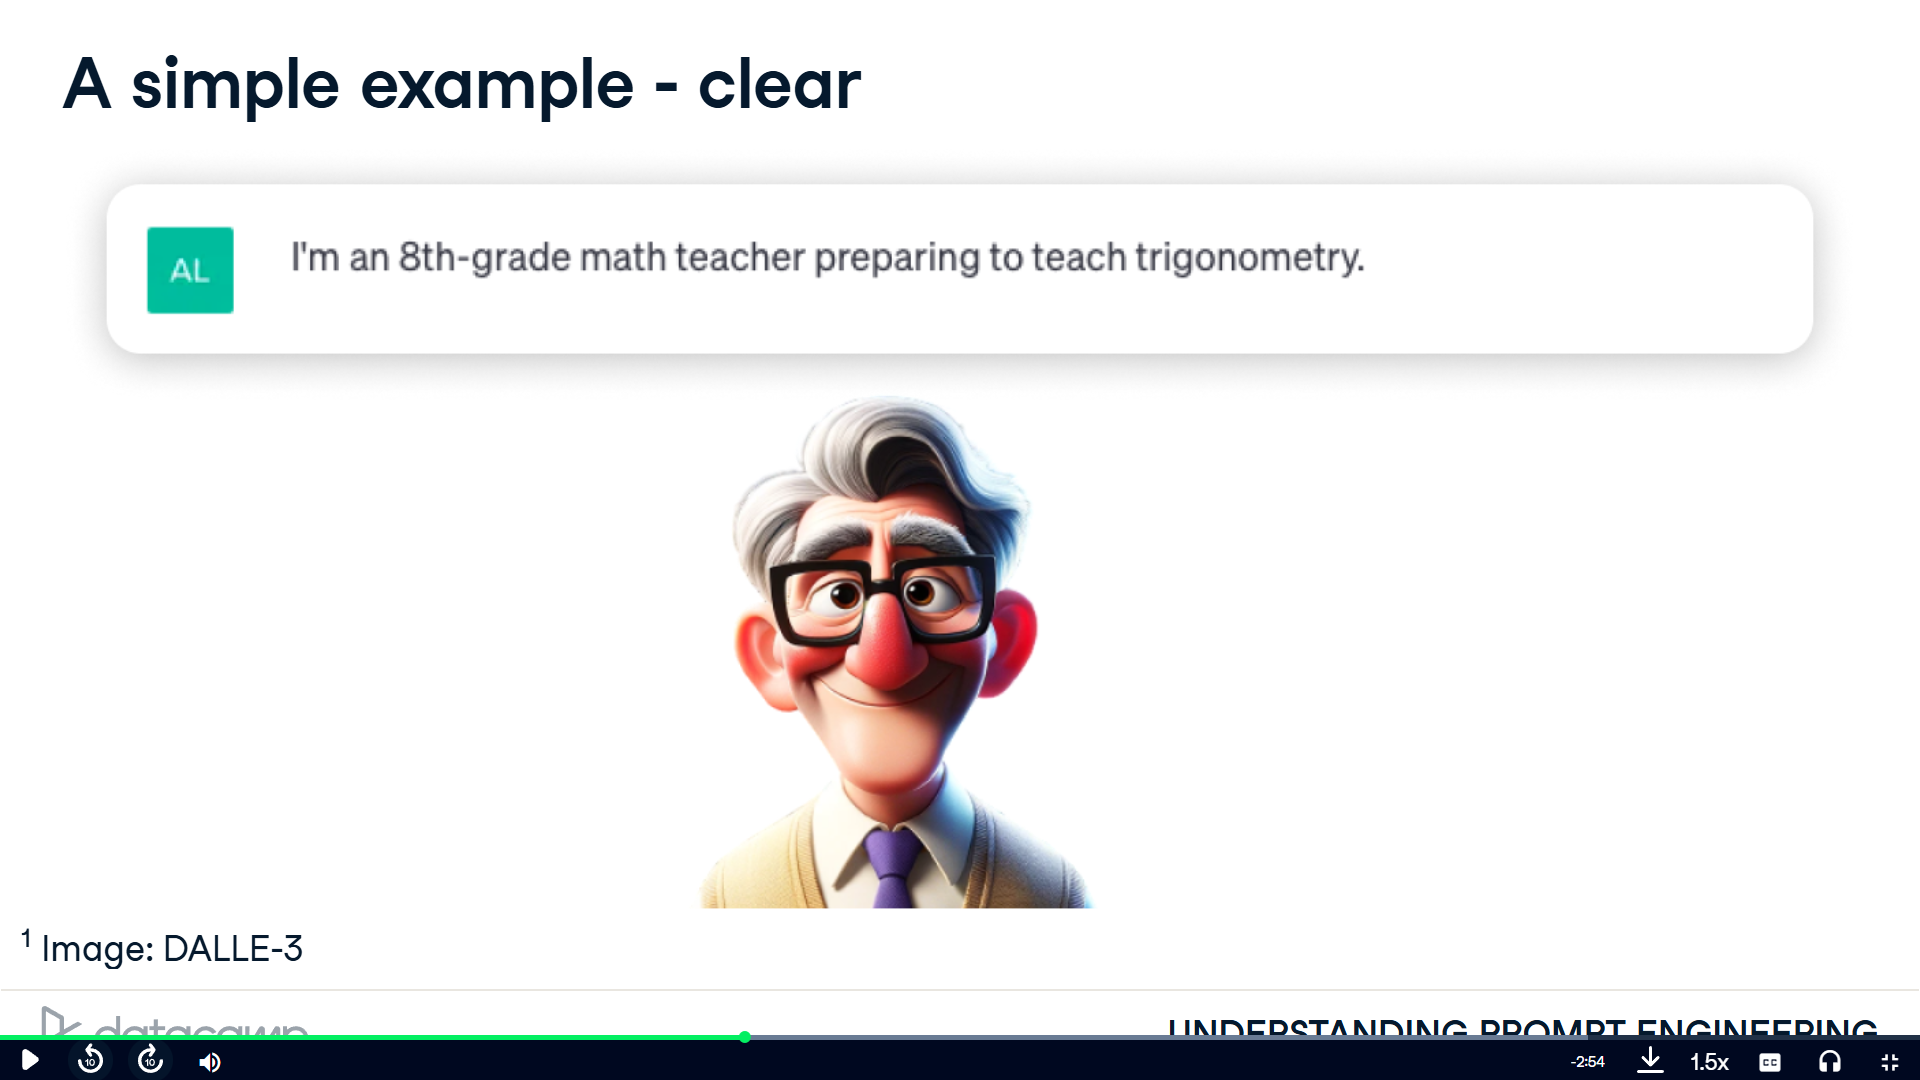 A simple example - clear
AL
I'm an 8th-grade math teacher preparing to teach trigonometry.
1 Image: DALLE-3
datacamp
UNDERSTANDING PROMPT ENGINEERING
10
10
-2:54
1.5x
CC